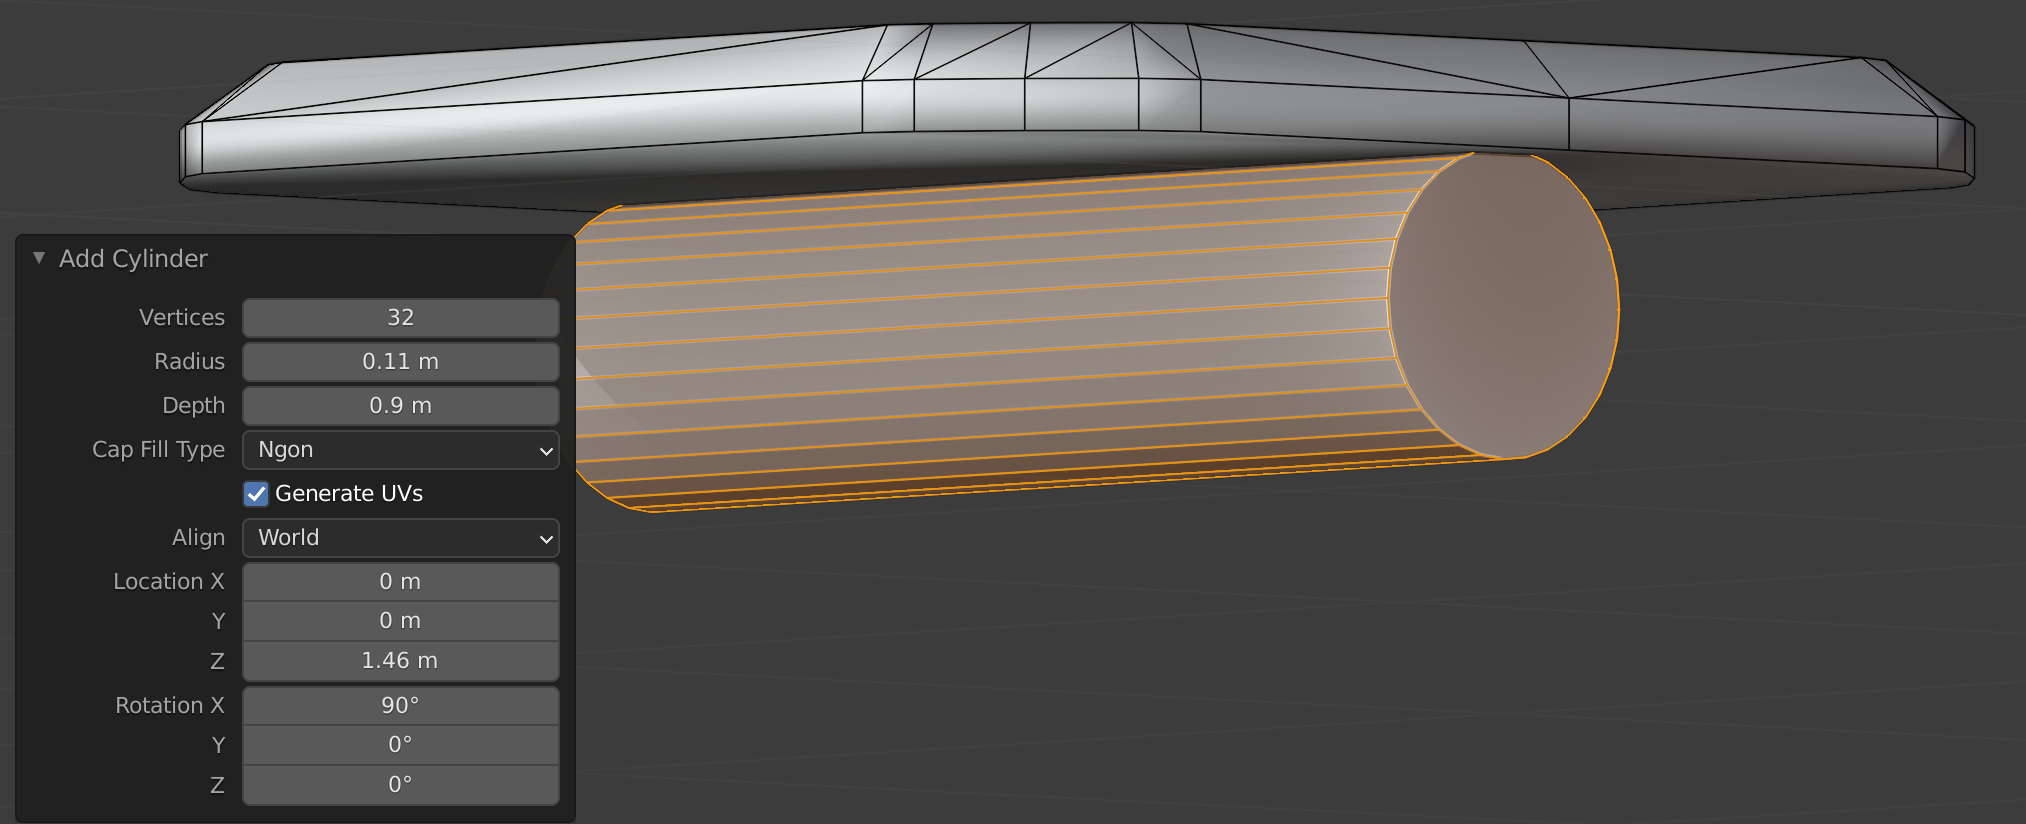 Add Cylinder
Vertices 32
Radius 0.11 m
Depth 0.9 m
Cap Fill Type Ngon
Generate UVs
Align World
Location X 0 m
Y 0 m
Z 1.46 m
Rotation X 90°
Y 0°
Z 0°